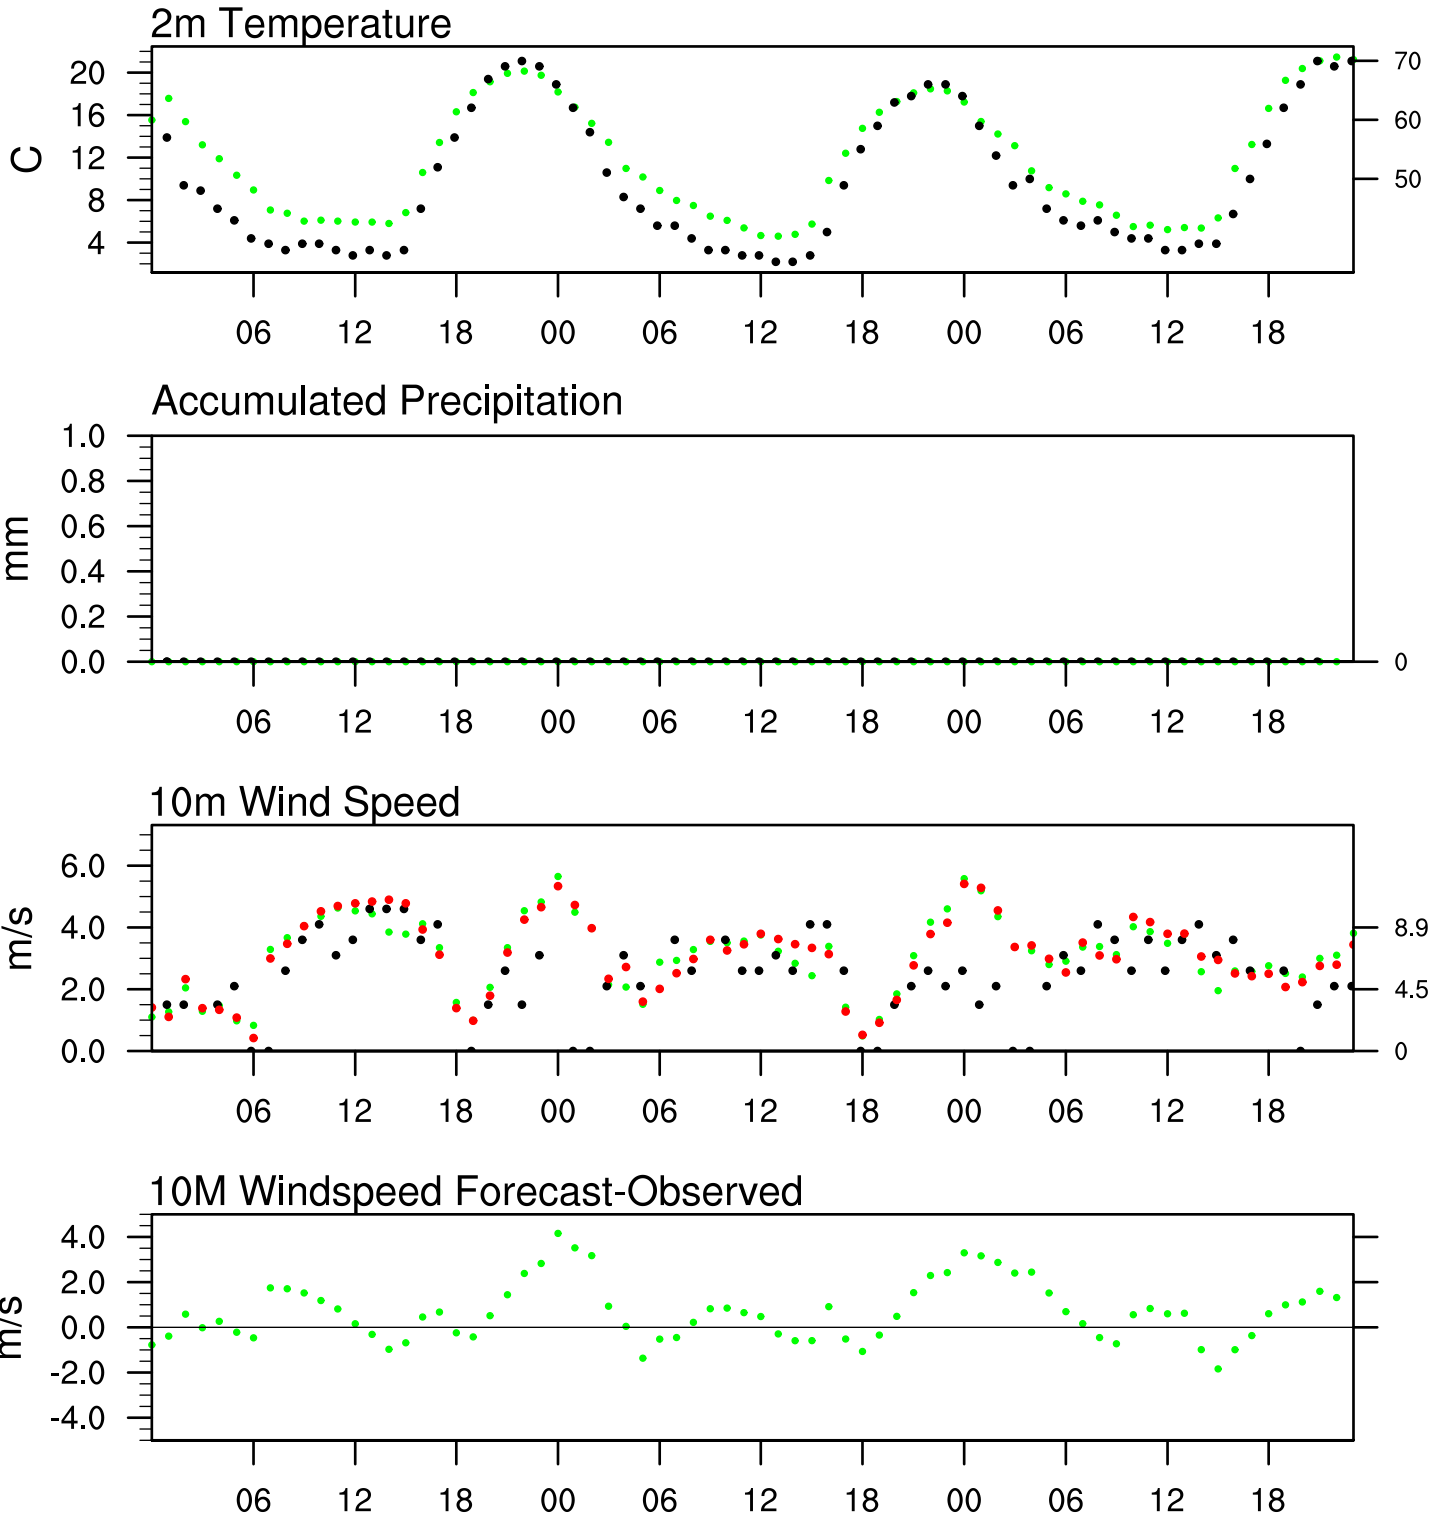 2m Temperature
20
16
12
8
4
C
70
60
50
06 12 18 00 06 12 18 00 06 12 18
Accumulated Precipitation
1.0
0.8
0.6
0.4
0.2
0.0
mm
0
06 12 18 00 06 12 18 00 06 12 18
10m Wind Speed
6.0
4.0
2.0
0.0
m/s
8.9
4.5
0
06 12 18 00 06 12 18 00 06 12 18
10M Windspeed Forecast-Observed
4.0
2.0
0.0
-2.0
-4.0
m/s
06 12 18 00 06 12 18 00 06 12 18